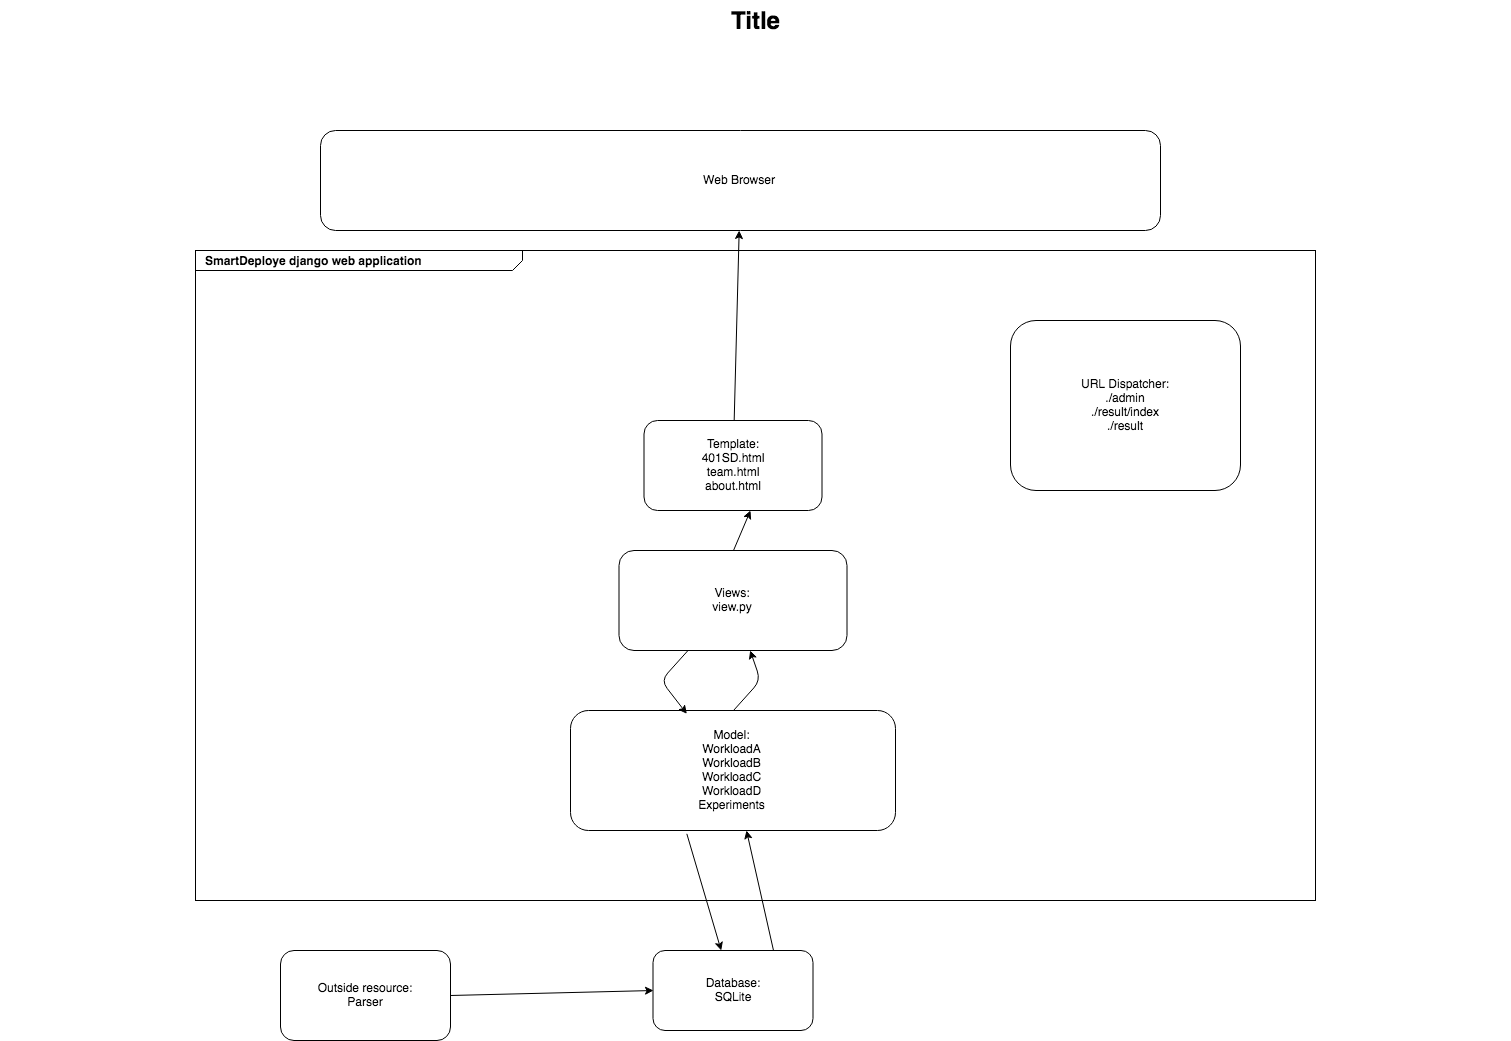 Title
Web Browser
SmartDeploye django web application
URL Dispatcher:
./admin
./result/index
./result
Template:
401SD.html
team.html
about.html
Views:
view.py
Model:
WorkloadA
WorkloadB
WorkloadC
WorkloadD
Experiments
Outside resource:
Parser
Database:
SQLite